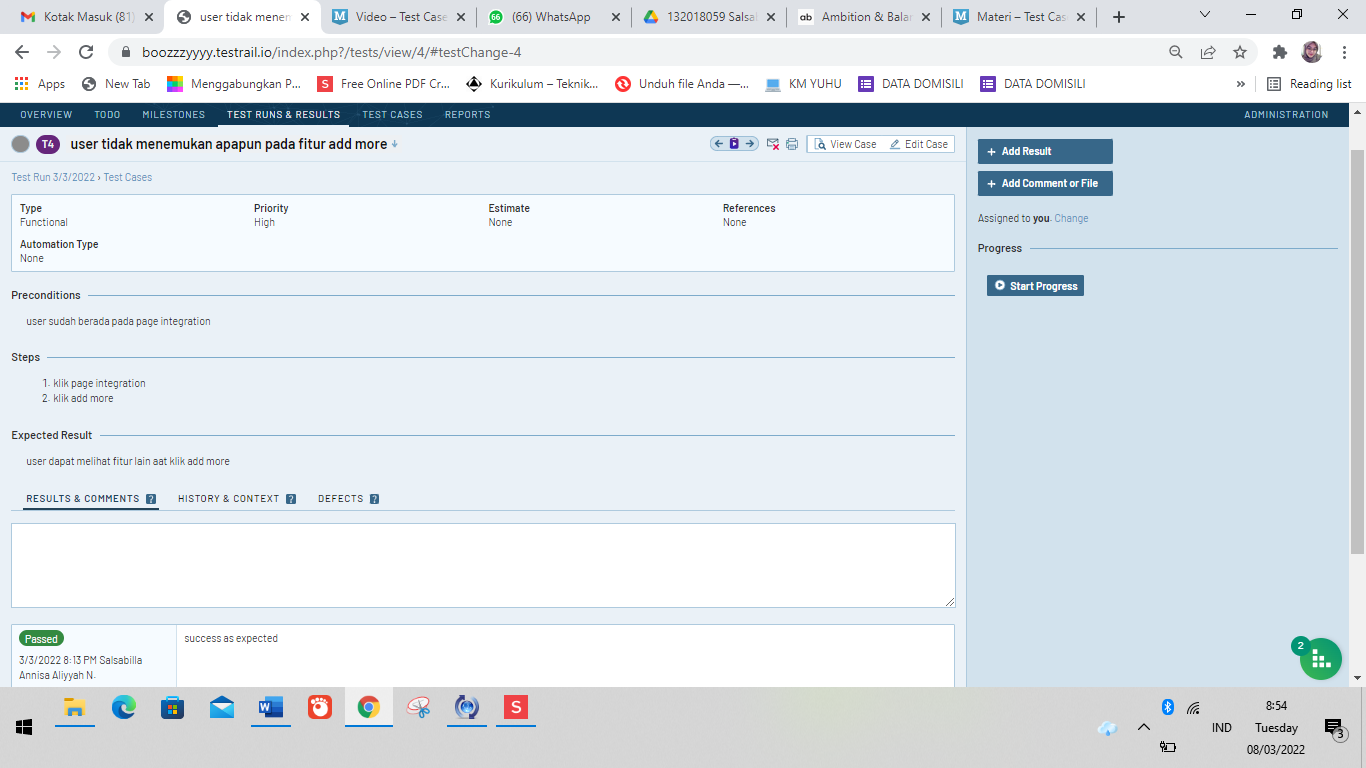 Kotak Masuk (81)
user tidak menen
Video – Test Case
(66) WhatsApp
132018059 Salsal
Ambition & Balan
Materi – Test Cas
boozzzyyyy.testrail.io/index.php?/tests/view/4/#testChange-4
Apps
New Tab
Menggabungkan P...
S
Free Online PDF Cr...
Kurikulum – Teknik...
Unduh file Anda —...
KM YUHU
DATA DOMISILI
DATA DOMISILI
»
Reading list
OVERVIEW
TODO
MILESTONES
TEST RUNS & RESULTS
TEST CASES
REPORTS
ADMINISTRATION
T4
user tidak menemukan apapun pada fitur add more
View Case
Edit Case
Test Run 3/3/2022 › Test Cases
Type
Functional
Priority
High
Estimate
None
References
None
Automation Type
None
Preconditions
user sudah berada pada page integration
Steps
1. klik page integration
2. klik add more
Expected Result
user dapat melihat fitur lain aat klik add more
RESULTS & COMMENTS ?
HISTORY & CONTEXT ?
DEFECTS ?
Passed
3/3/2022 8:13 PM Salsabilla
Annisa Aliyyah N.
success as expected
+ Add Result
+ Add Comment or File
Assigned to you. Change
Progress
Start Progress
2
S
IND
8:54
Tuesday
08/03/2022
3